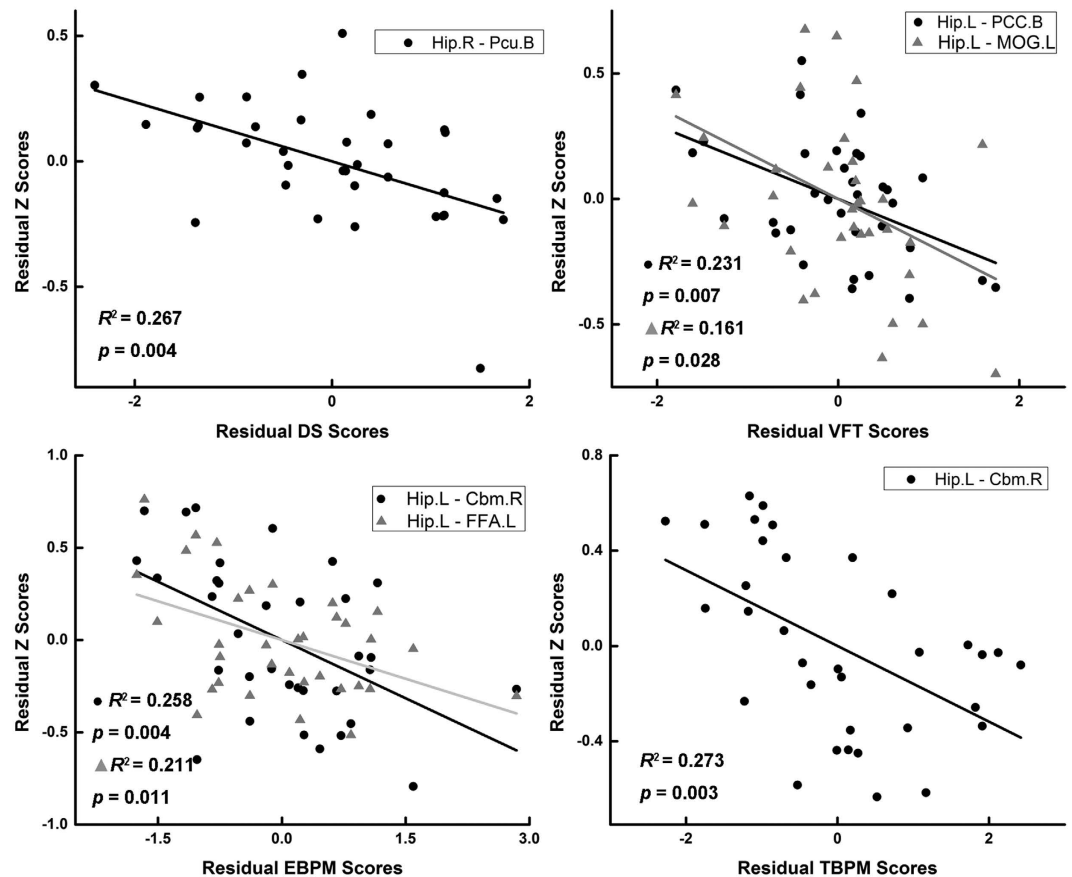 Hip.R - Pcu.B
0.5
0.0
-0.5
Residual Z Scores
R² = 0.267
p = 0.004
-2
0
2
Residual DS Scores
Hip.L - PCC.B
Hip.L - MOG.L
0.5
0.0
-0.5
Residual Z Scores
R² = 0.231
p = 0.007
R² = 0.161
p = 0.028
-2
0
2
Residual VFT Scores
Hip.L - Cbm.R
Hip.L - FFA.L
1.0
0.5
0.0
-0.5
-1.0
Residual Z Scores
R² = 0.258
p = 0.004
R² = 0.211
p = 0.011
-1.5
0.0
1.5
3.0
Residual EBPM Scores
Hip.L - Cbm.R
0.8
0.4
0.0
-0.4
Residual Z Scores
R² = 0.273
p = 0.003
-2
0
2
Residual TBPM Scores